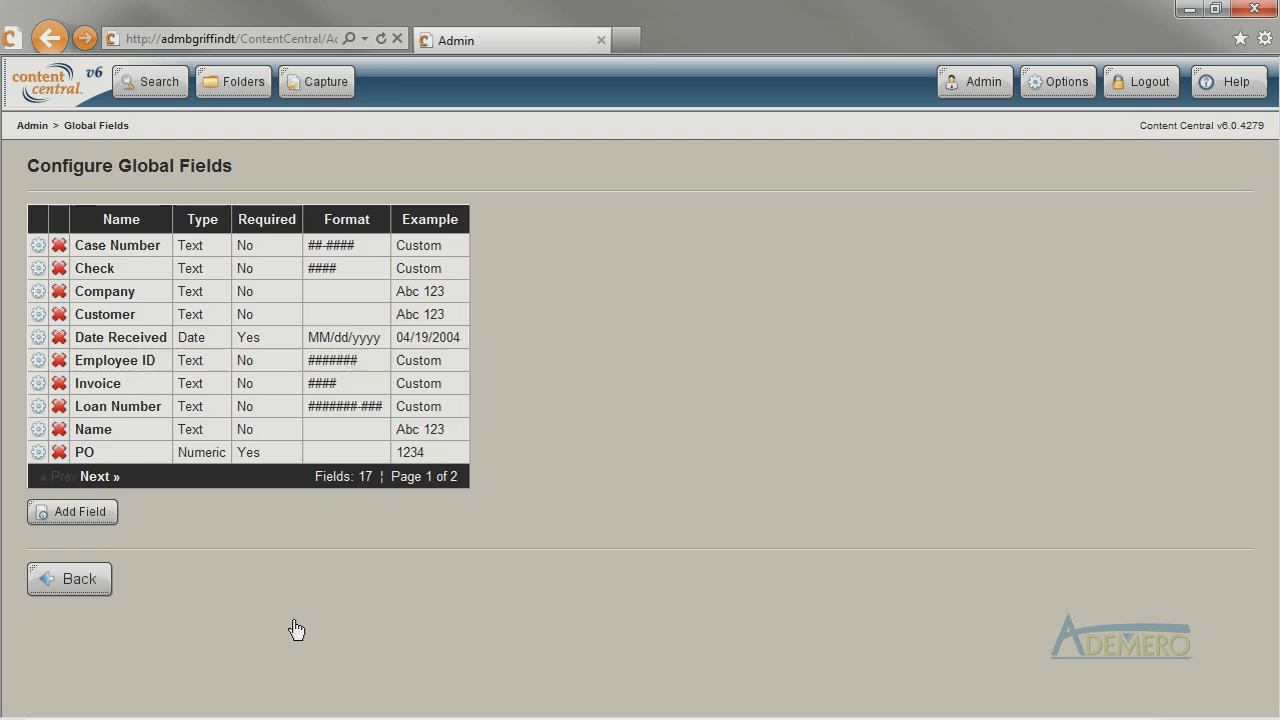 http://admbgriffindt/ContentCentral/Ad
Admin
content central v6
Search
Folders
Capture
Admin
Options
Logout
Help
Admin > Global Fields
Content Central v6.0.4279
Configure Global Fields
Name Type Required Format Example
Case Number Text No ##-#### Custom
Check Text No #### Custom
Company Text No Abc 123
Customer Text No Abc 123
Date Received Date Yes MM/dd/yyyy 04/19/2004
Employee ID Text No ####### Custom
Invoice Text No #### Custom
Loan Number Text No #######-### Custom
Name Text No Abc 123
PO Numeric Yes 1234
« Prev Next » Fields: 17 ¦ Page 1 of 2
Add Field
Back
ADEMERO